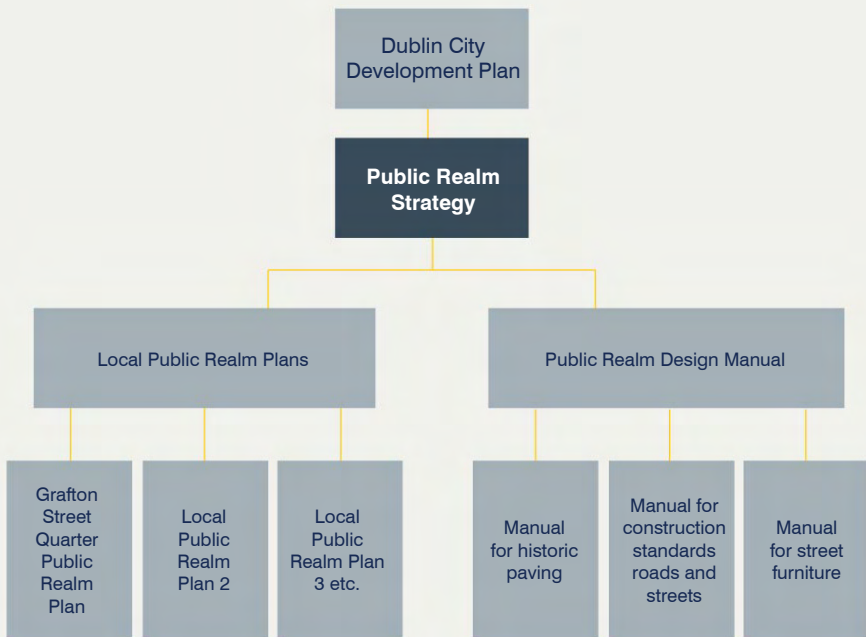 Dublin City
Development Plan
Public Realm
Strategy
Local Public Realm Plans
Public Realm Design Manual
Grafton
Street
Quarter
Public
Realm
Plan
Local
Public
Realm
Plan 2
Local
Public
Realm Plan
3 etc.
Manual
for historic
paving
Manual for
construction
standards
roads and
streets
Manual
for street
furniture